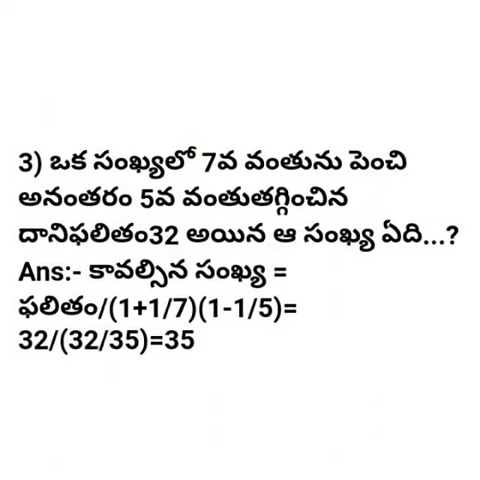 3) ఒక సంఖ్యలో 7వ వంతును పెంచి
అనంతరం 5వ వంతుతగ్గించిన
దానిఫలితం32 అయిన ఆ సంఖ్య ఏది...?
Ans:- కావల్సిన సంఖ్య =
ఫలితం/(1+1/7)(1-1/5)=
32/(32/35)=35